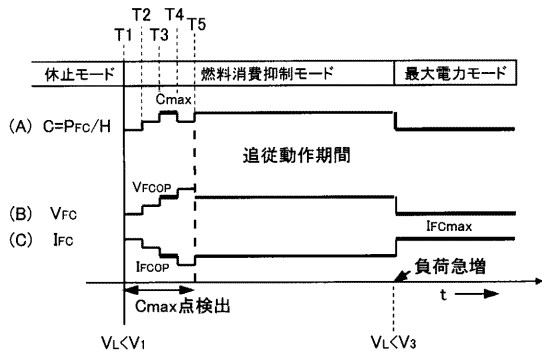 T1 T2 T3 T4 T5
休止モード 燃料消費抑制モード 最大電力モード
Cmax
(A) C=PFC/H
追従動作期間
VFCOP
(B) VFC
IFCmax
(C) IFC
IFCOP
負荷急増
t
Cmax点検出
VL<V1 VL<V3